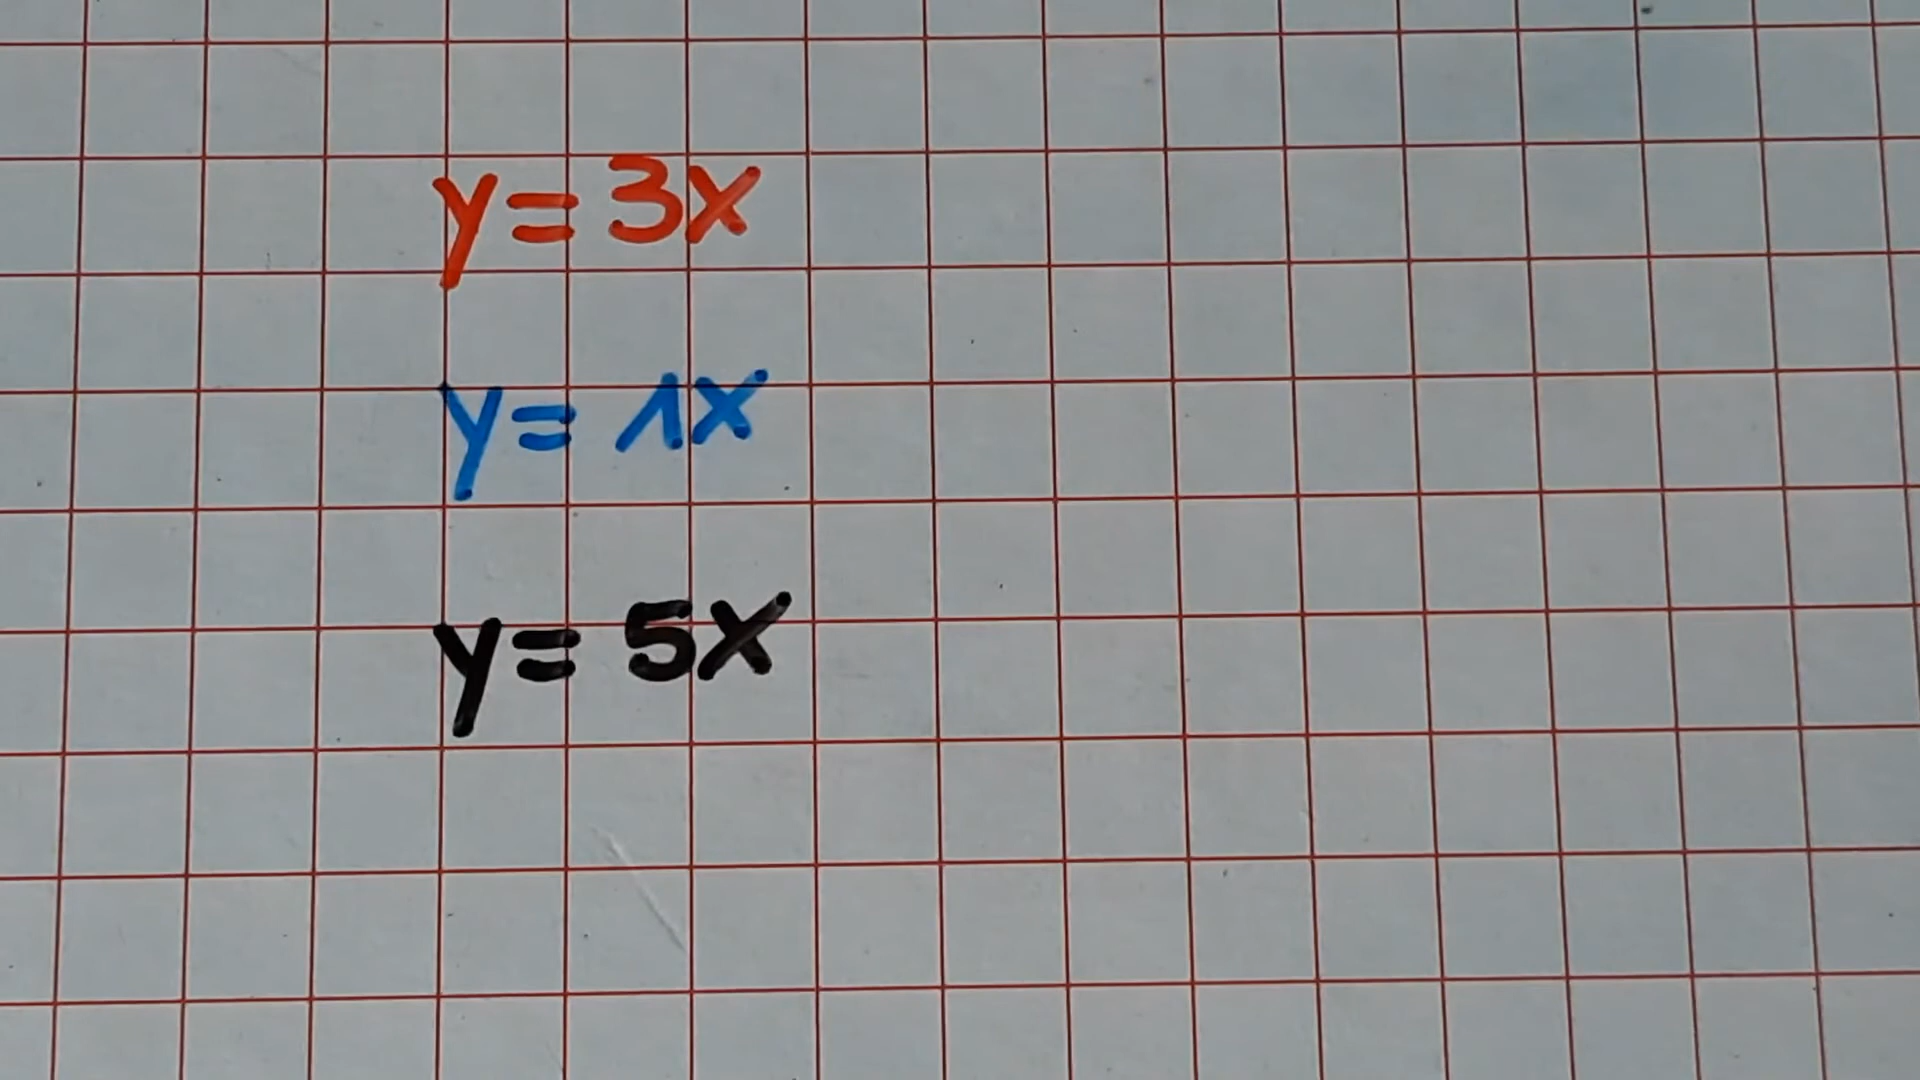 y = 3x
y = 1x
y = 5x